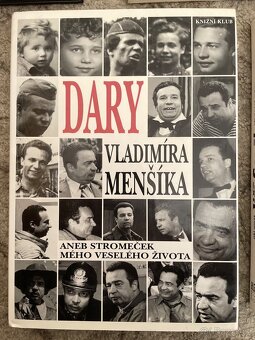 KNIŽNÍ KLUB
DARY
VLADIMÍRA
MENŠÍKA
ANEB STROMEČEK
MÉHO VESELÉHO ŽIVOTA